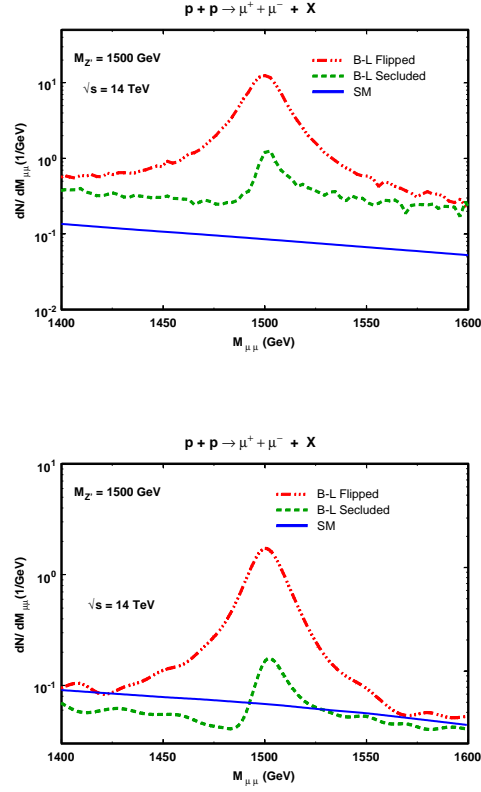 p + p → μ⁺ + μ⁻ + X
M_Z' = 1500 GeV
√s = 14 TeV
B-L Flipped
B-L Secluded
SM
dN/ dM_μμ (1/GeV)
10¹
10⁰
10⁻¹
10⁻²
1400 1450 1500 1550 1600
M_μμ (GeV)
p + p → μ⁺ + μ⁻ + X
M_Z' = 1500 GeV
B-L Flipped
B-L Secluded
SM
√s = 14 TeV
dN/ dM_μμ (1/GeV)
10¹
10⁰
10⁻¹
1400 1450 1500 1550 1600
M_μμ (GeV)